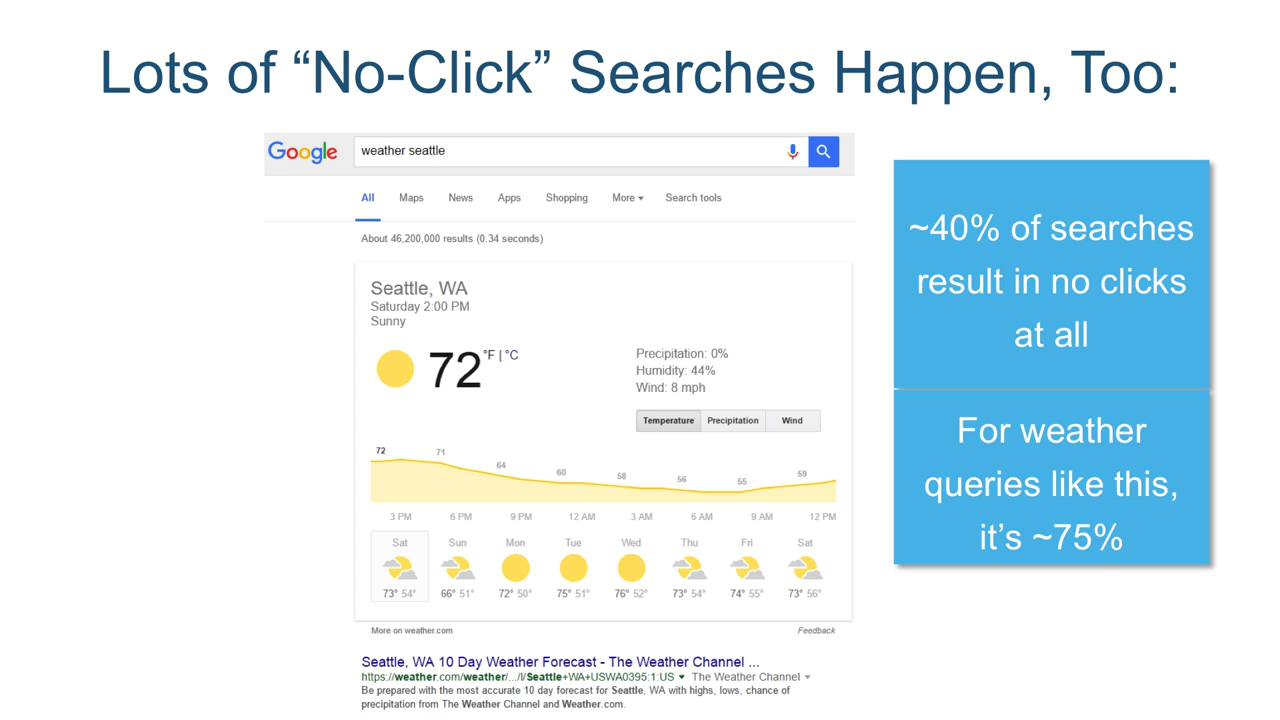 Lots of “No-Click” Searches Happen, Too:
Google
weather seattle
All Maps News Apps Shopping More Search tools
About 46,200,000 results (0.34 seconds)
Seattle, WA
Saturday 2:00 PM
Sunny
72 °F | °C
Precipitation: 0%
Humidity: 44%
Wind: 8 mph
Temperature Precipitation Wind
72 71 64 60 58 56 55 59
3 PM 6 PM 9 PM 12 AM 3 AM 6 AM 9 AM 12 PM
Sat Sun Mon Tue Wed Thu Fri Sat
73° 54° 66° 51° 72° 50° 75° 51° 76° 52° 73° 54° 74° 55° 73° 56°
More on weather.com Feedback
Seattle, WA 10 Day Weather Forecast - The Weather Channel ...
https://weather.com/weather/.../l/Seattle+WA+USWA0395:1:US The Weather Channel
Be prepared with the most accurate 10 day forecast for Seattle, WA with highs, lows, chance of
precipitation from The Weather Channel and Weather.com.
~40% of searches
result in no clicks
at all
For weather
queries like this,
it’s ~75%